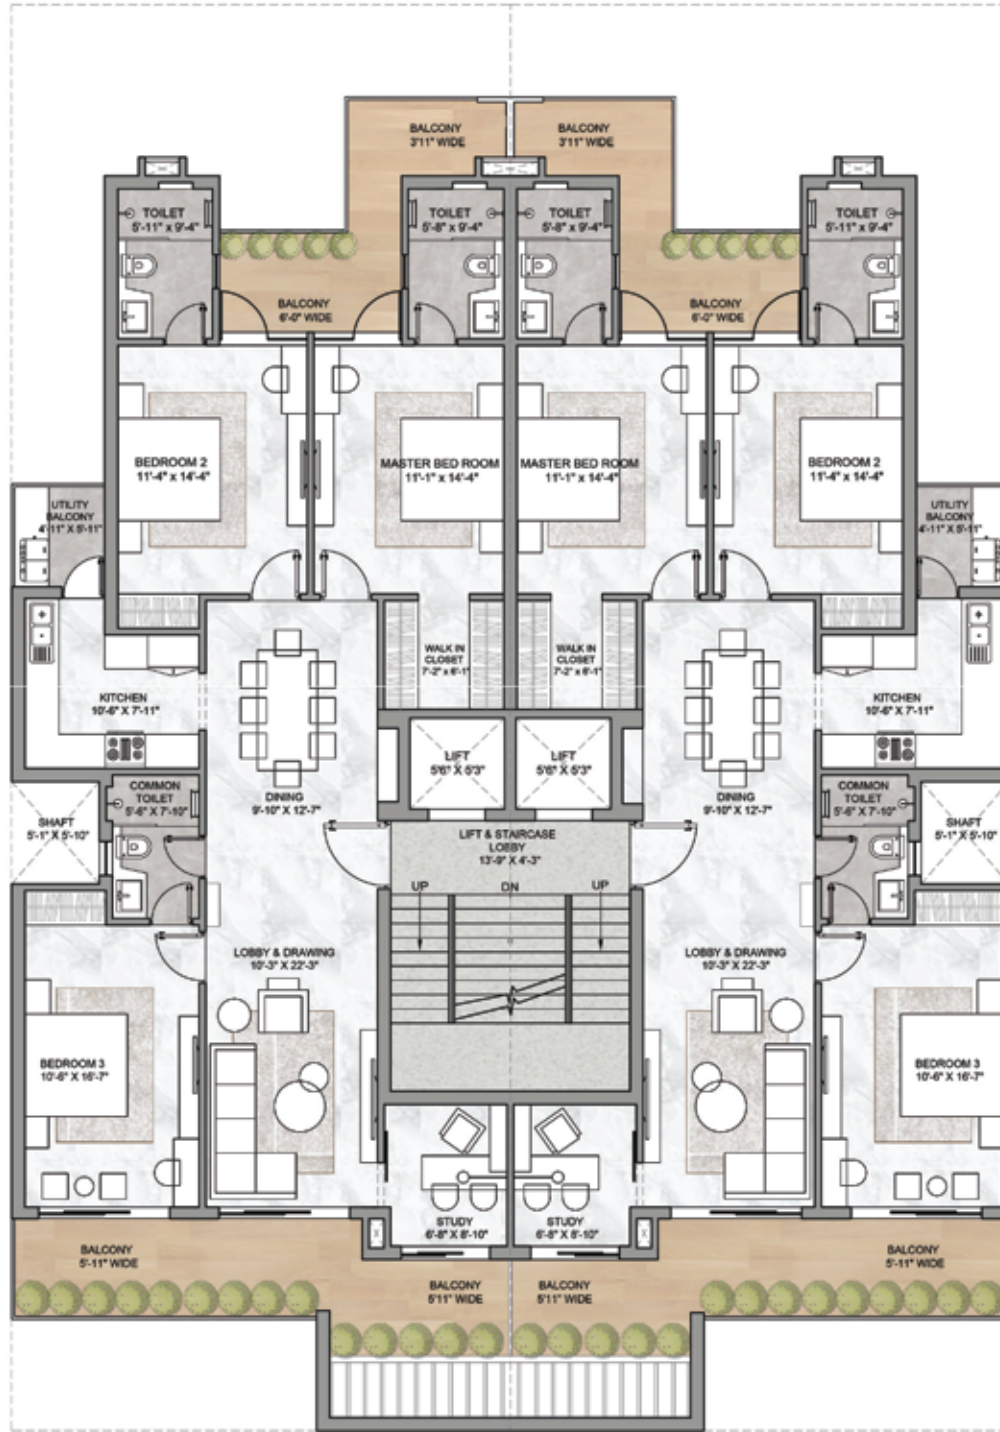 BALCONY
3'11" WIDE
BALCONY
3'11" WIDE
TOILET
5'-11" x 9'-4"
TOILET
5'-8" x 9'-4"
TOILET
5'-8" x 9'-4"
TOILET
5'-11" x 9'-4"
BALCONY
6'-0" WIDE
BALCONY
6'-0" WIDE
BEDROOM 2
11'-4" x 14'-4"
MASTER BED ROOM
11'-1" x 14'-4"
MASTER BED ROOM
11'-1" x 14'-4"
BEDROOM 2
11'-4" x 14'-4"
UTILITY
BALCONY
4'-11" X 5'-11"
UTILITY
BALCONY
4'-11" X 5'-11"
WALK IN
CLOSET
7'-2" x 6'-1"
WALK IN
CLOSET
7'-2" x 6'-1"
KITCHEN
10'-6" X 7'-11"
KITCHEN
10'-6" X 7'-11"
LIFT
5'6" X 5'3"
LIFT
5'6" X 5'3"
DINING
9'-10" X 12'-7"
DINING
9'-10" X 12'-7"
COMMON
TOILET
5'-6" X 7'-10"
COMMON
TOILET
5'-6" X 7'-10"
SHAFT
5'-1" X 5'-10"
SHAFT
5'-1" X 5'-10"
LIFT & STAIRCASE
LOBBY
13'-9" X 4'-3"
UP DN UP
LOBBY & DRAWING
10'-3" X 22'-3"
LOBBY & DRAWING
10'-3" X 22'-3"
BEDROOM 3
10'-6" X 16'-7"
BEDROOM 3
10'-6" X 16'-7"
STUDY
6'-8" X 8'-10"
STUDY
6'-8" X 8'-10"
BALCONY
5'-11" WIDE
BALCONY
5'-11" WIDE
BALCONY
5'11" WIDE
BALCONY
5'11" WIDE